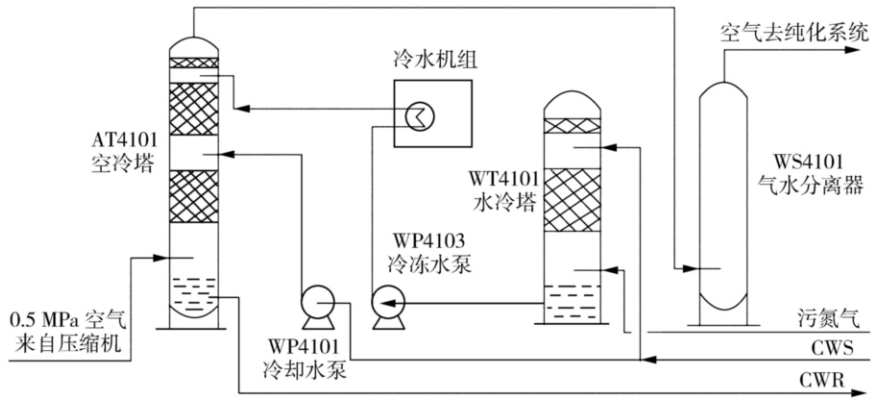 空气去纯化系统
冷水机组
AT4101
空冷塔
WT4101
水冷塔
WS4101
气水分离器
WP4103
冷冻水泵
0.5 MPa 空气
来自压缩机
WP4101
冷却水泵
污氮气
CWS
CWR